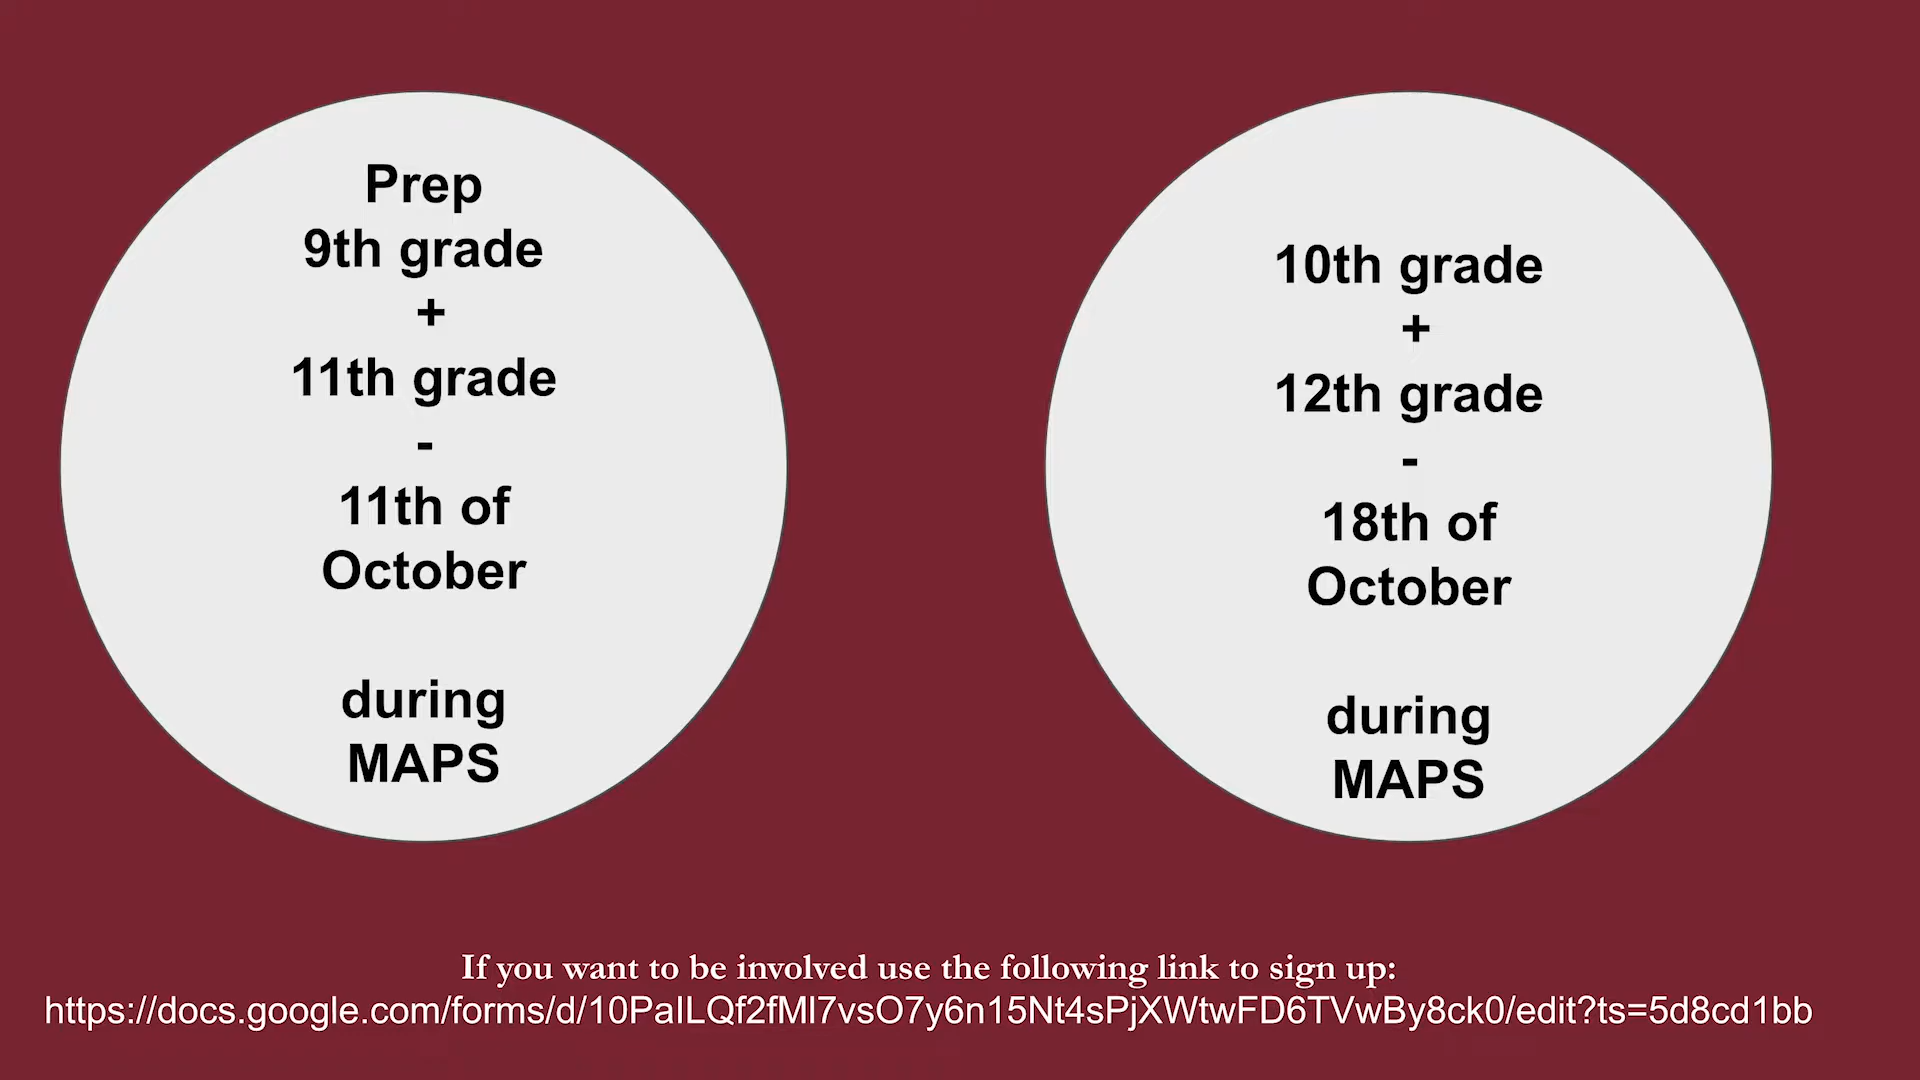 Prep
9th grade
+
11th grade
-
11th of
October
during
MAPS
10th grade
+
12th grade
-
18th of
October
during
MAPS
If you want to be involved use the following link to sign up:
https://docs.google.com/forms/d/10PaILQf2fMl7vsO7y6n15Nt4sPjXWtwFD6TVwBy8ck0/edit?ts=5d8cd1bb